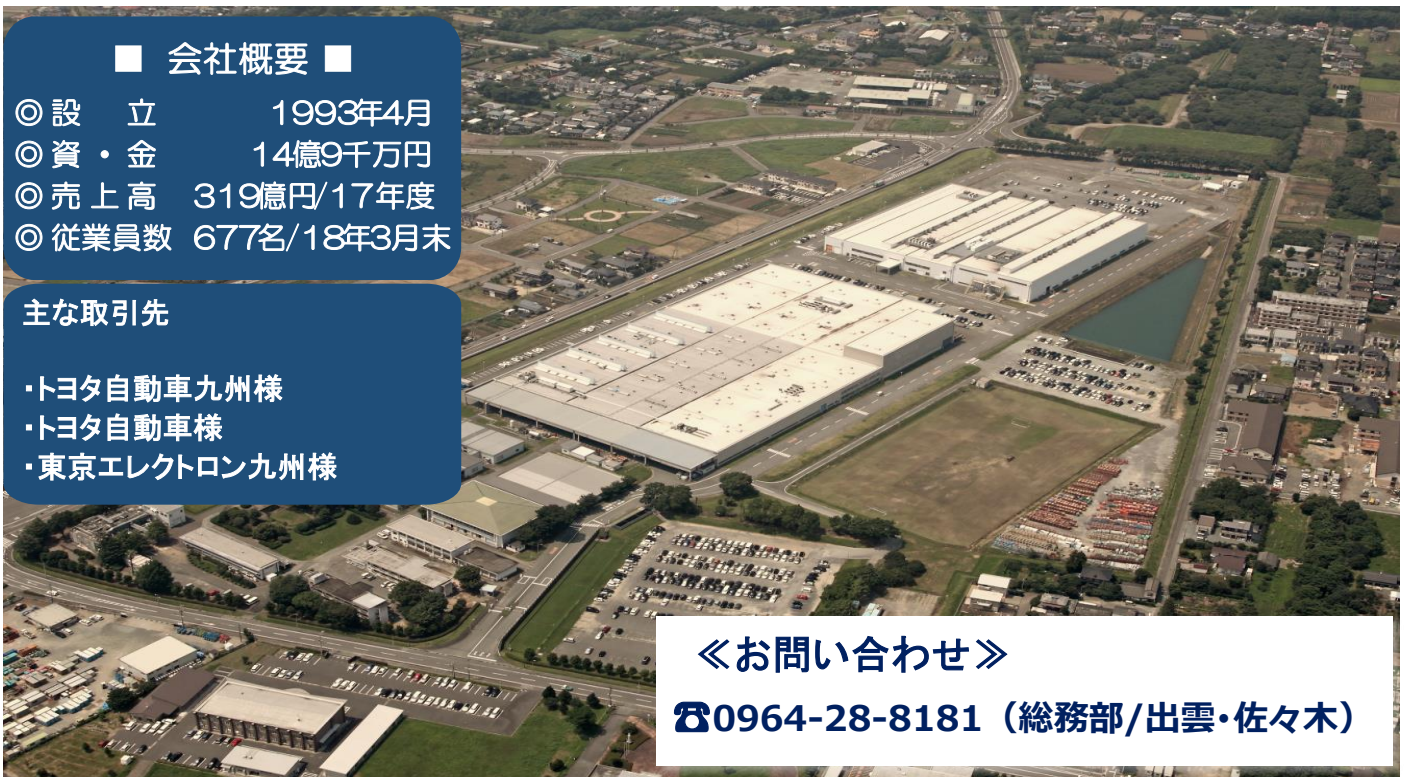 ■ 会社概要 ■
◎設 立 1993年4月
◎資・金 14億9千万円
◎売上高 319億円/17年度
◎従業員数 677名/18年3月末
主な取引先
・トヨタ自動車九州様
・トヨタ自動車様
・東京エレクトロン九州様
≪お問い合わせ≫
☎0964-28-8181（総務部/出雲・佐々木）